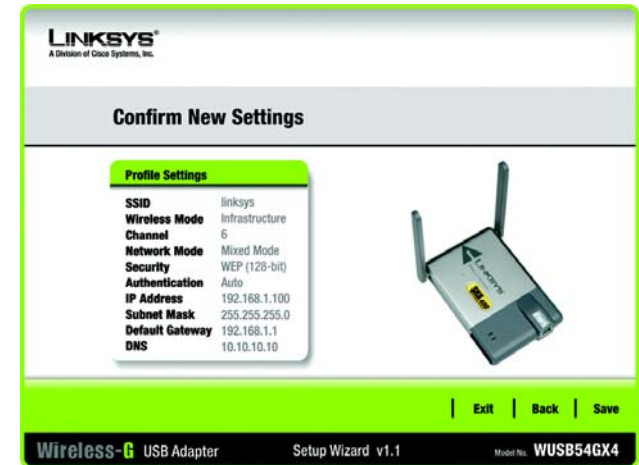 LINKSYS®
A Division of Cisco Systems, Inc.
Confirm New Settings
Profile Settings
SSID linksys
Wireless Mode Infrastructure
Channel 6
Network Mode Mixed Mode
Security WEP (128-bit)
Authentication Auto
IP Address 192.168.1.100
Subnet Mask 255.255.255.0
Default Gateway 192.168.1.1
DNS 10.10.10.10
LINKSYS
Exit | Back | Save
Wireless-G USB Adapter Setup Wizard v1.1 Model No. WUSB54GX4